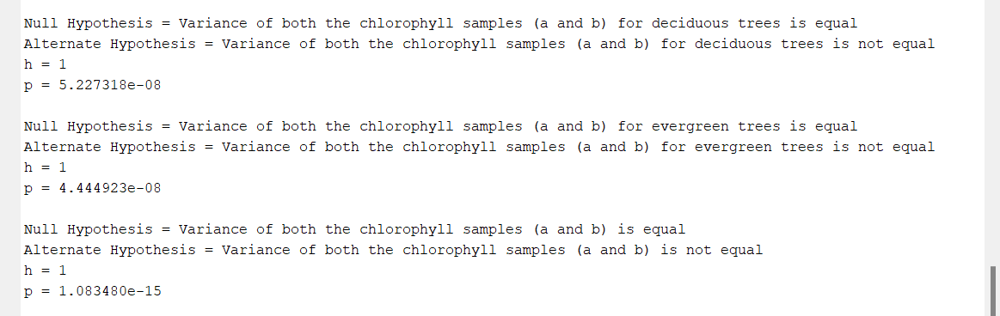 Null Hypothesis = Variance of both the chlorophyll samples (a and b) for deciduous trees is equal
Alternate Hypothesis = Variance of both the chlorophyll samples (a and b) for deciduous trees is not equal
h = 1
p = 5.227318e-08
Null Hypothesis = Variance of both the chlorophyll samples (a and b) for evergreen trees is equal
Alternate Hypothesis = Variance of both the chlorophyll samples (a and b) for evergreen trees is not equal
h = 1
p = 4.444923e-08
Null Hypothesis = Variance of both the chlorophyll samples (a and b) is equal
Alternate Hypothesis = Variance of both the chlorophyll samples (a and b) is not equal
h = 1
p = 1.083480e-15